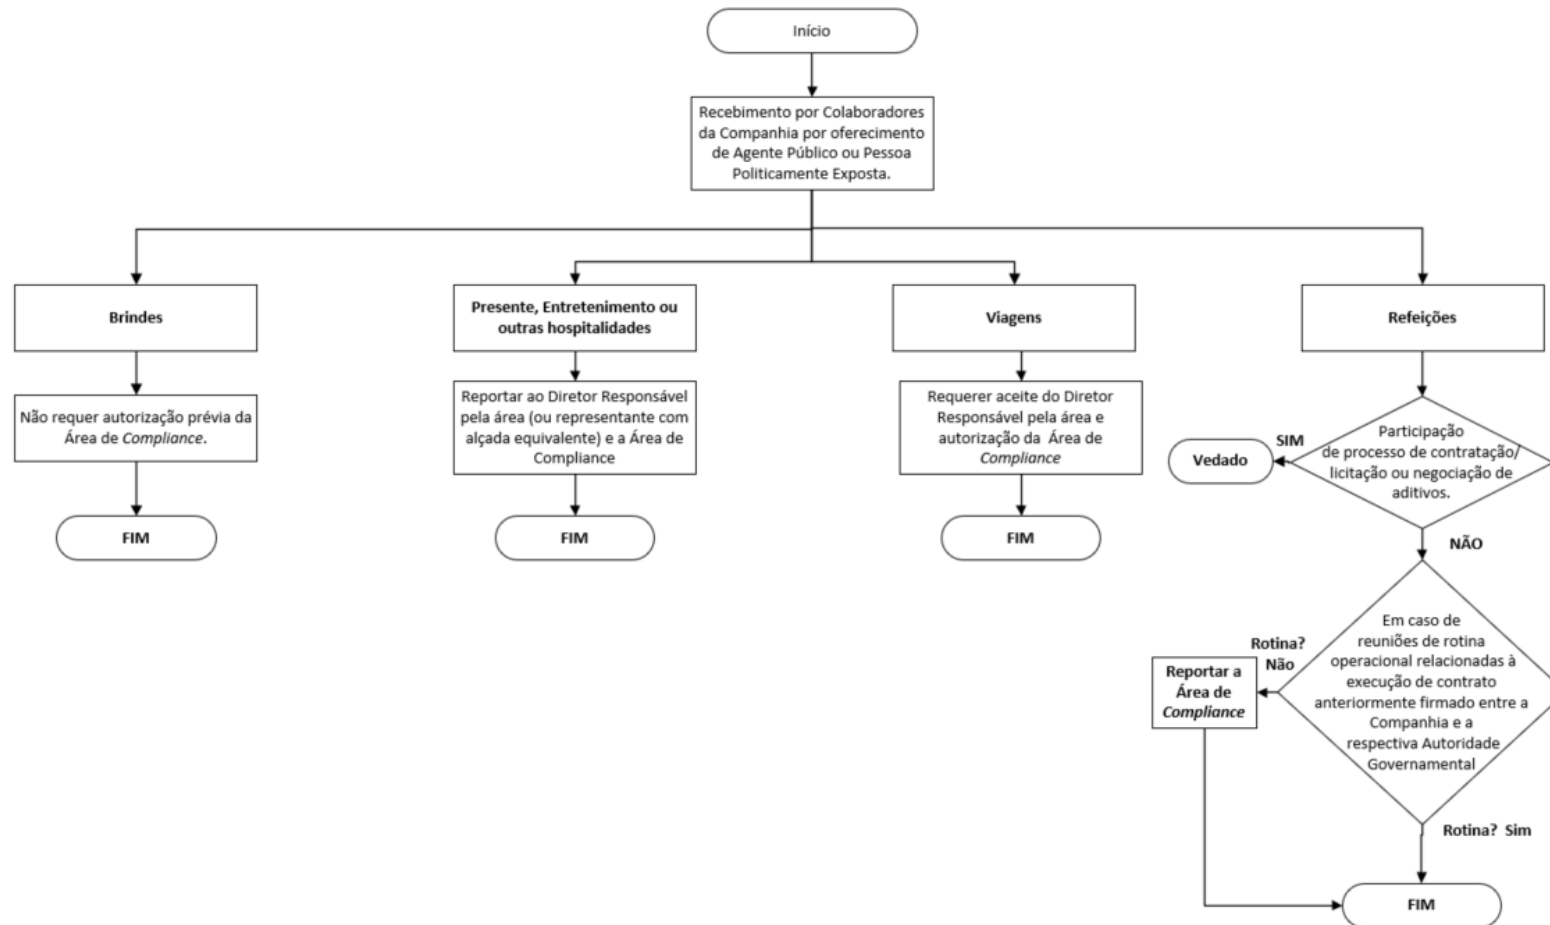 Início
Recebimento por Colaboradores
da Companhia por oferecimento
de Agente Público ou Pessoa
Politicamente Exposta.
Brindes
Não requer autorização prévia da
Área de Compliance.
FIM
Presente, Entretenimento ou
outras hospitalidades
Reportar ao Diretor Responsável
pela área (ou representante com
alçada equivalente) e a Área de
Compliance
FIM
Viagens
Requerer aceite do Diretor
Responsável pela área e
autorização da Área de
Compliance
FIM
Refeições
Participação
de processo de contratação/
licitação ou negociação de
aditivos.
SIM
Vedado
NÃO
Em caso de
reuniões de rotina
operacional relacionadas à
execução de contrato
anteriormente firmado entre a
Companhia e a
respectiva Autoridade
Governamental
Rotina?
Não
Reportar a
Área de
Compliance
Rotina? Sim
FIM